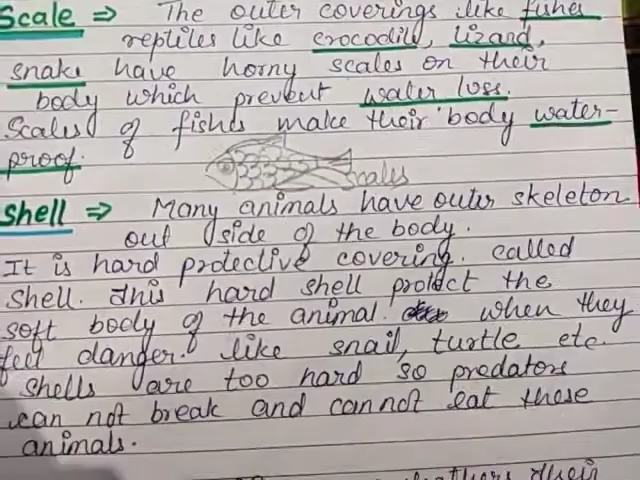 Scale ⇒ The outer coverings like fishes
reptiles like crocodile, lizard,
snake have horny scales on their
body which prevent water loss.
Scales of fishes make their body water-
proof.
Scales
Shell ⇒ Many animals have outer skeleton
out side of the body.
It is hard protective covering. called
shell. This hard shell protect the
soft body of the animal. when they
feel danger. like snail, turtle etc.
shells are too hard so predators
can not break and cannot eat these
animals.
feathers their